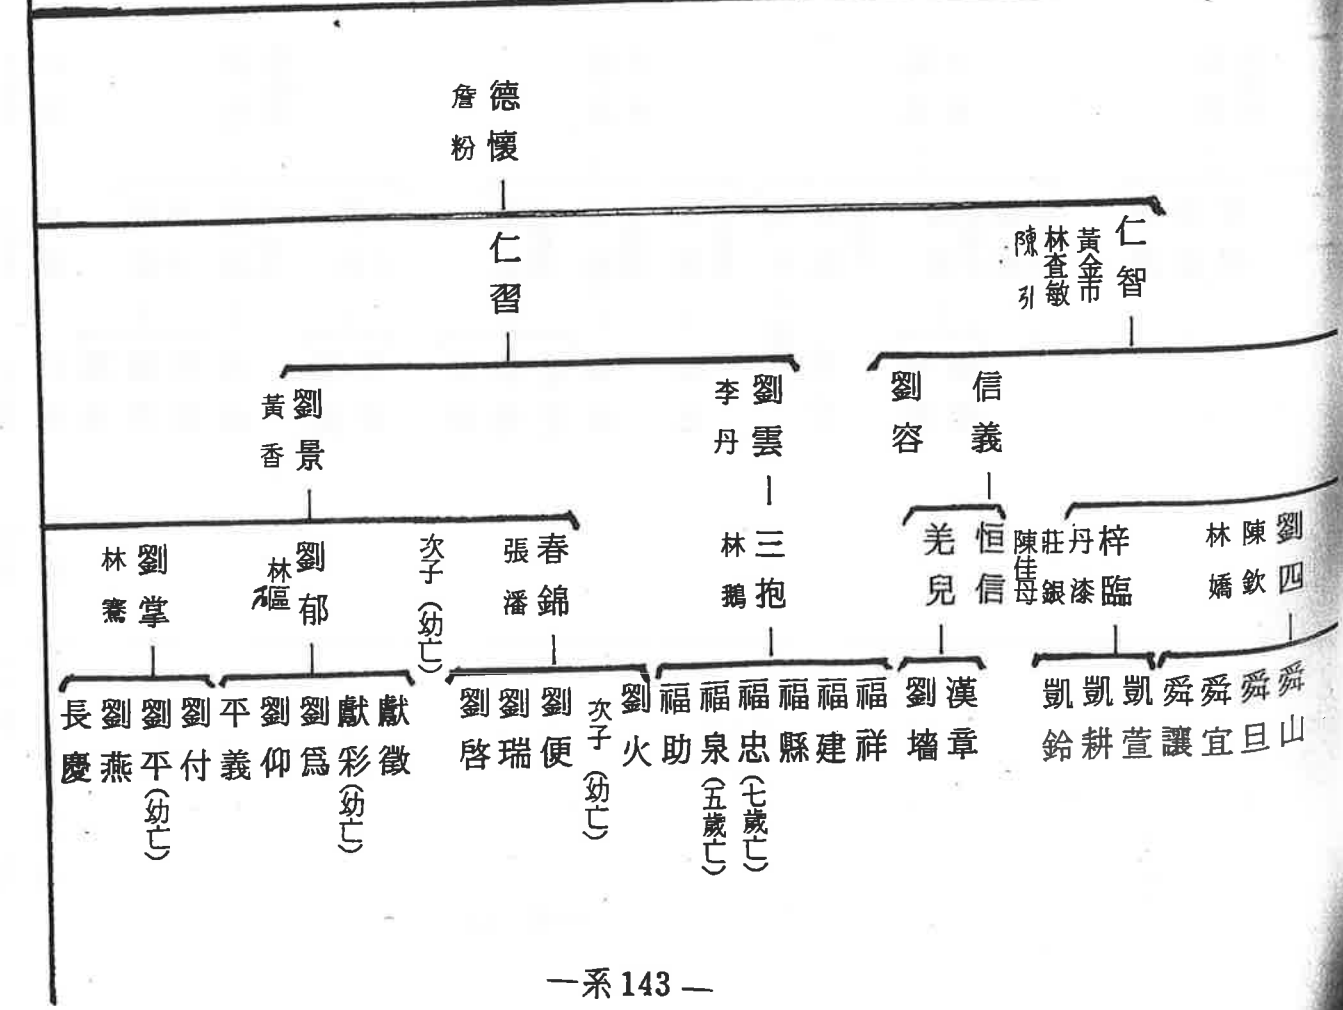 德懷
詹粉
仁智
黃金市
林查敏
陳引
仁習
信義
劉容
劉雲
李丹
劉景
黃香
劉四
陳欽
林嬌
梓臨
丹漆
莊銀
陳佳母
恒信
羌兒
三抱
林鵝
春錦
張潘
次子（幼亡）
劉郁
林
劉掌
林
舜山
舜旦
舜宜
舜讓
凱萱
凱耕
凱鈴
漢章
劉墻
福祥
福建
福縣
福忠（七歲亡）
福泉（五歲亡）
福助
劉火
次子（幼亡）
劉便
劉瑞
劉啓
獻徵
獻彩（幼亡）
劉爲
劉仰
平義
劉付
劉平（幼亡）
劉燕
長慶
—系143—